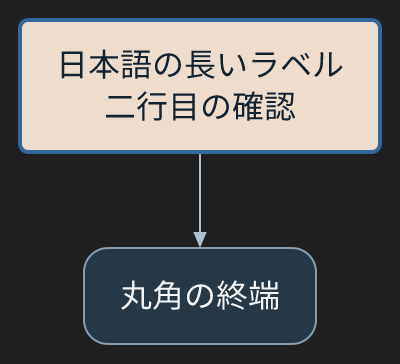 日本語の長いラベル
二行目の確認
丸角の終端